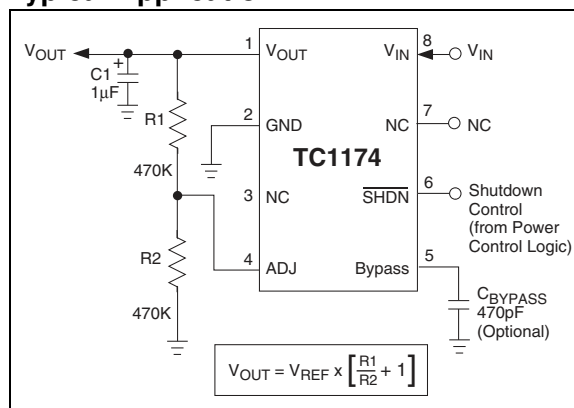 VOUT
C1
+
1µF
R1
470K
R2
470K
1
VOUT
2
GND
3
NC
4
ADJ
TC1174
VIN
8
VIN
NC
7
NC
SHDN
6
Shutdown
Control
(from Power
Control Logic)
Bypass
5
CBYPASS
470pF
(Optional)
VOUT = VREF x [R1/R2 + 1]